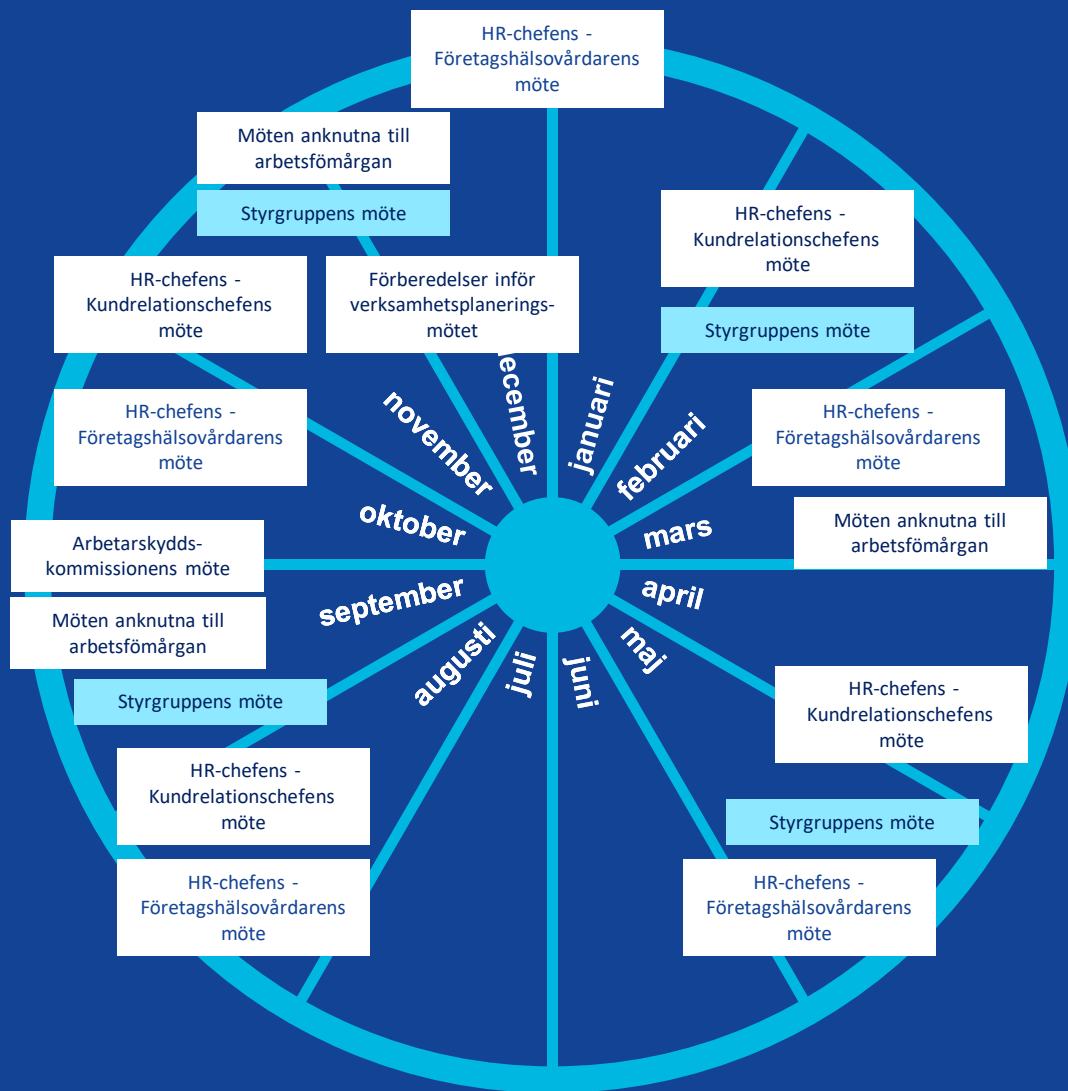 HR-chefens -
Företagshälsovårdarens
möte
Möten anknutna till
arbetsfömårgan
Styrgruppens möte
HR-chefens -
Kundrelationschefens
möte
Styrgruppens möte
HR-chefens -
Kundrelationschefens
möte
Förberedelser inför
verksamhetsplanerings-
mötet
HR-chefens -
Företagshälsovårdarens
möte
HR-chefens -
Företagshälsovårdarens
möte
Arbetarskydds-
kommissionens möte
Möten anknutna till
arbetsfömårgan
Möten anknutna till
arbetsfömårgan
Styrgruppens möte
HR-chefens -
Kundrelationschefens
möte
Styrgruppens möte
HR-chefens -
Kundrelationschefens
möte
HR-chefens -
Företagshälsovårdarens
möte
HR-chefens -
Företagshälsovårdarens
möte
januari
februari
mars
april
maj
juni
juli
augusti
september
oktober
november
december